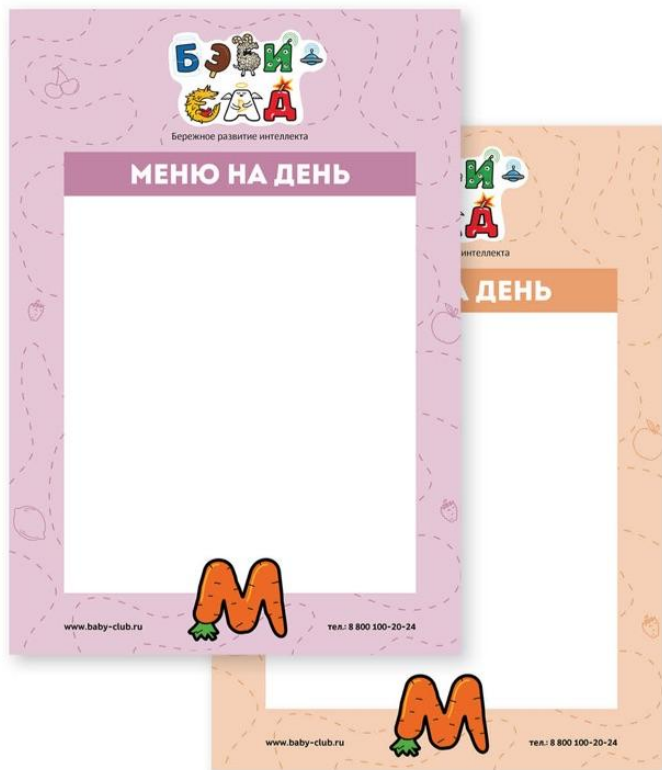 БЭБИ-
САД
Бережное развитие интеллекта
МЕНЮ НА ДЕНЬ
М
www.baby-club.ru
тел.: 8 800 100-20-24
И-
Д
интеллекта
А ДЕНЬ
М
www.baby-club.ru
тел.: 8 800 100-20-24